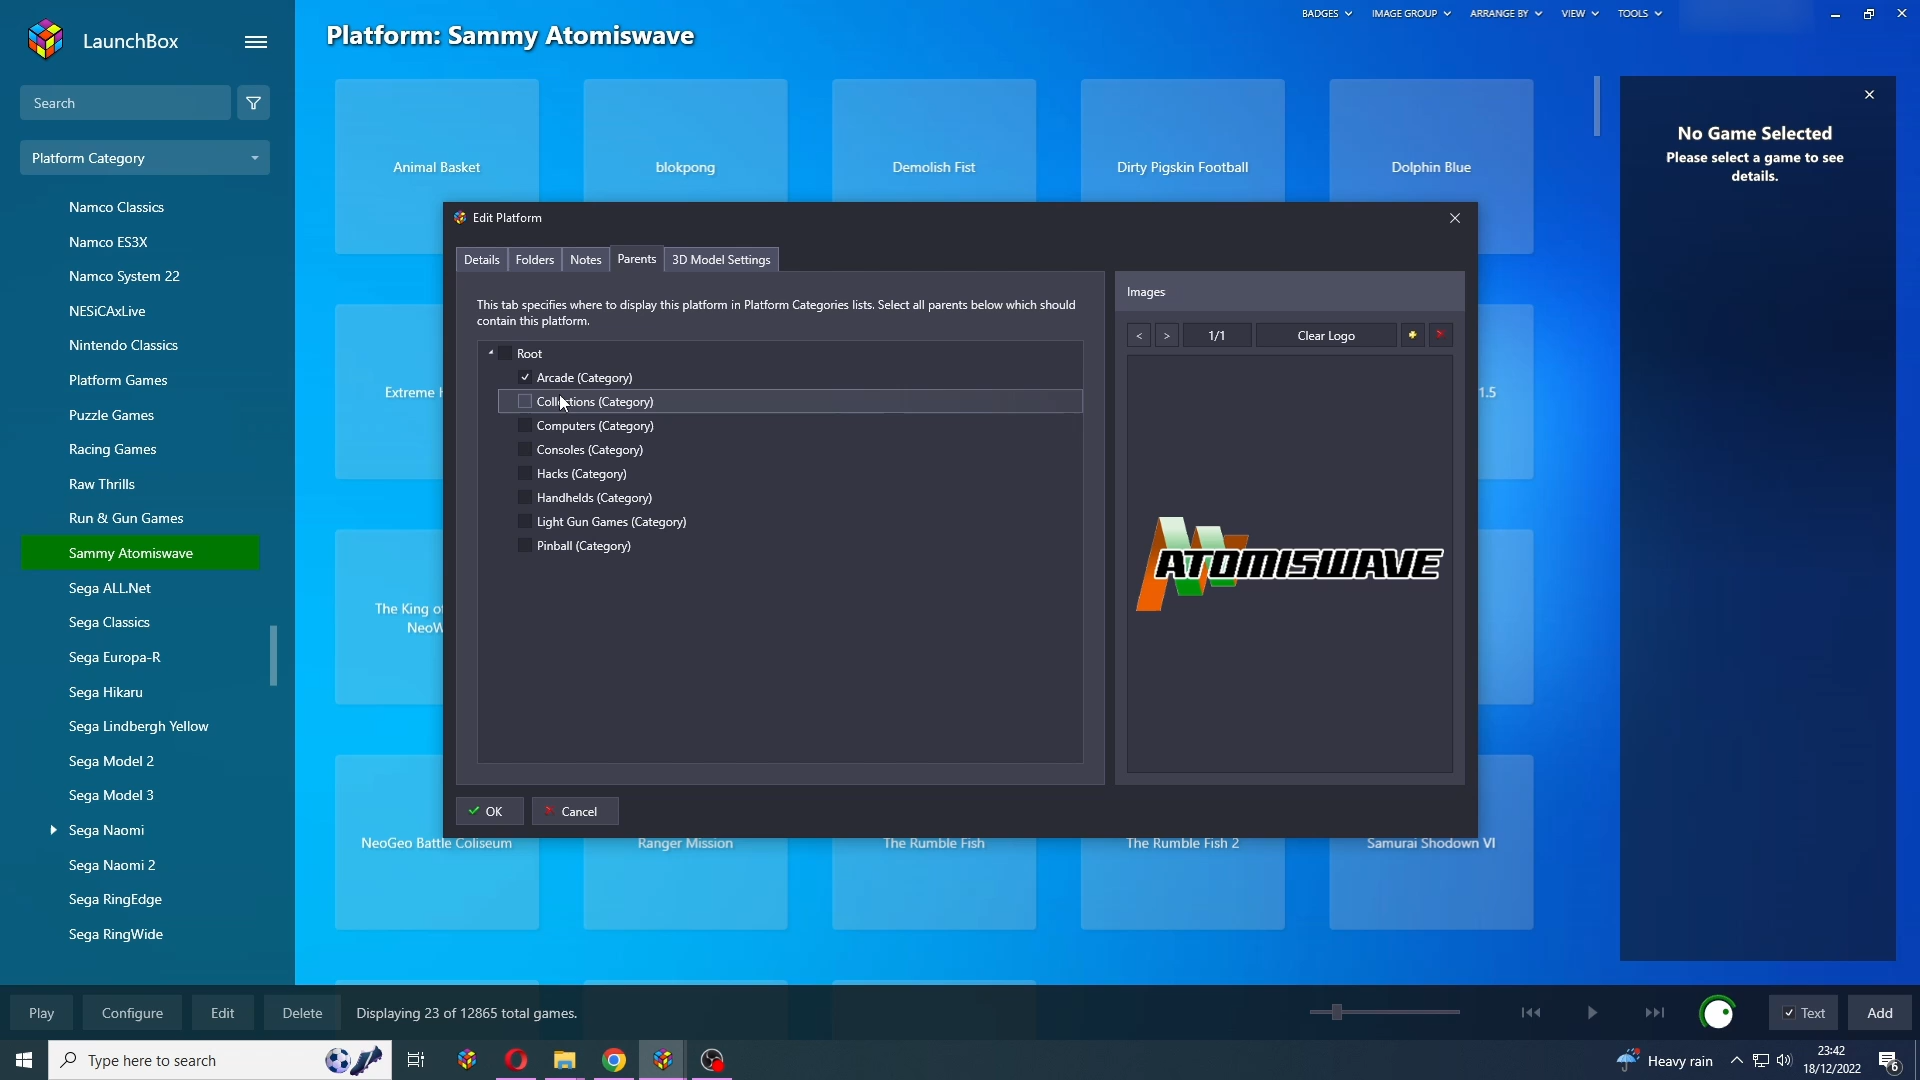 LaunchBox
Search
Platform Category
Namco Classics
Namco ES3X
Namco System 22
NESiCAxLive
Nintendo Classics
Platform Games
Puzzle Games
Racing Games
Raw Thrills
Run & Gun Games
Sammy Atomiswave
Sega ALL.Net
Sega Classics
Sega Europa-R
Sega Hikaru
Sega Lindbergh Yellow
Sega Model 2
Sega Model 3
Sega Naomi
Sega Naomi 2
Sega RingEdge
Sega RingWide
Platform: Sammy Atomiswave
BADGES IMAGE GROUP ARRANGE BY VIEW TOOLS
Animal Basket
blokpong
Demolish Fist
Dirty Pigskin Football
Dolphin Blue
Extreme
1.5
The King
NeoGeo Battle Coliseum
Ranger Mission
The Rumble Fish
The Rumble Fish 2
Samurai Shodown VI
No Game Selected
Please select a game to see
details.
Edit Platform
Details Folders Notes Parents 3D Model Settings
This tab specifies where to display this platform in Platform Categories lists. Select all parents below which should
contain this platform.
Root
Arcade (Category)
Collections (Category)
Computers (Category)
Consoles (Category)
Hacks (Category)
Handhelds (Category)
Light Gun Games (Category)
Pinball (Category)
Images
< > 1/1 Clear Logo
ATOMISWAVE
OK Cancel
Play Configure Edit Delete Displaying 23 of 12865 total games.
Text Add
Type here to search
Heavy rain
23:42
18/12/2022
6